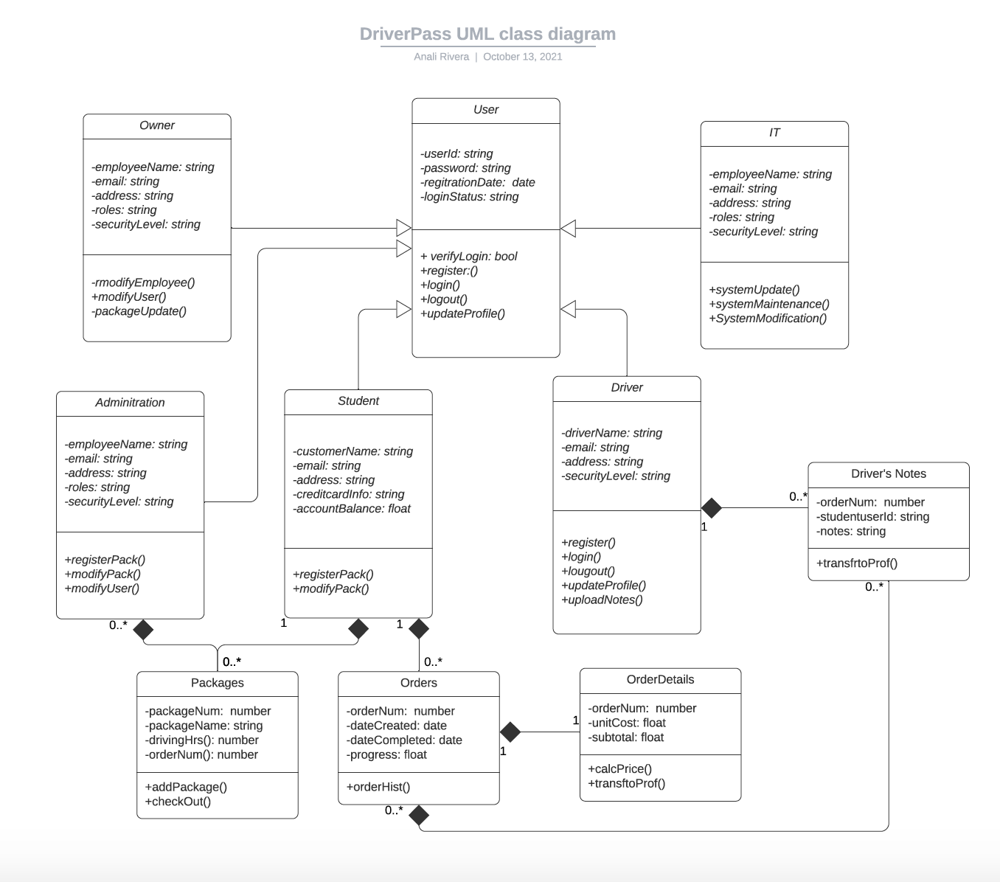 DriverPass UML class diagram
Anali Rivera | October 13, 2021
Owner
-employeeName: string
-email: string
-address: string
-roles: string
-securityLevel: string
-rmodifyEmployee()
+modifyUser()
-packageUpdate()
User
-userId: string
-password: string
-regitrationDate:  date
-loginStatus: string
+ verifyLogin: bool
+register:()
+login()
+logout()
+updateProfile()
IT
-employeeName: string
-email: string
-address: string
-roles: string
-securityLevel: string
+systemUpdate()
+systemMaintenance()
+SystemModification()
Adminitration
-employeeName: string
-email: string
-address: string
-roles: string
-securityLevel: string
+registerPack()
+modifyPack()
+modifyUser()
0..*
Student
-customerName: string
-email: string
-address: string
-creditcardInfo: string
-accountBalance: float
+registerPack()
+modifyPack()
1
1
Driver
-driverName: string
-email: string
-address: string
-securityLevel: string
+register()
+login()
+lougout()
+updateProfile()
+uploadNotes()
1
0..*
Driver's Notes
-orderNum:  number
-studentuserId: string
-notes: string
+transfrtoProf()
0..*
0..*
Packages
-packageNum:  number
-packageName: string
-drivingHrs(): number
-orderNum(): number
+addPackage()
+checkOut()
0..*
Orders
-orderNum:  number
-dateCreated: date
-dateCompleted: date
-progress: float
+orderHist()
0..*
1
1
OrderDetails
-orderNum:  number
-unitCost: float
-subtotal: float
+calcPrice()
+transftoProf()